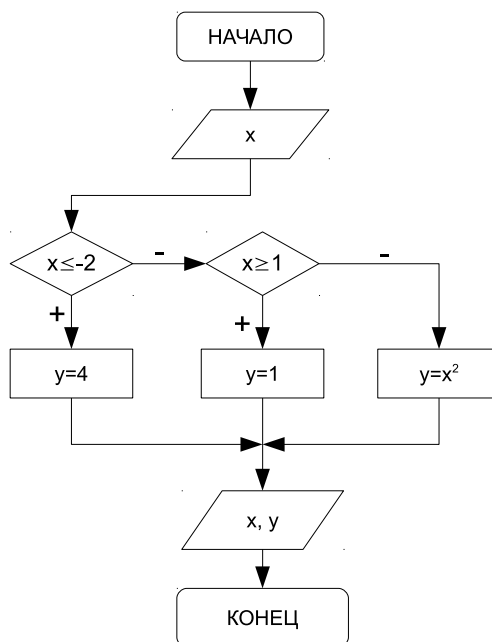 НАЧАЛО
x
x≤-2
-
x≥1
-
+
+
y=4
y=1
y=x²
x, y
КОНЕЦ